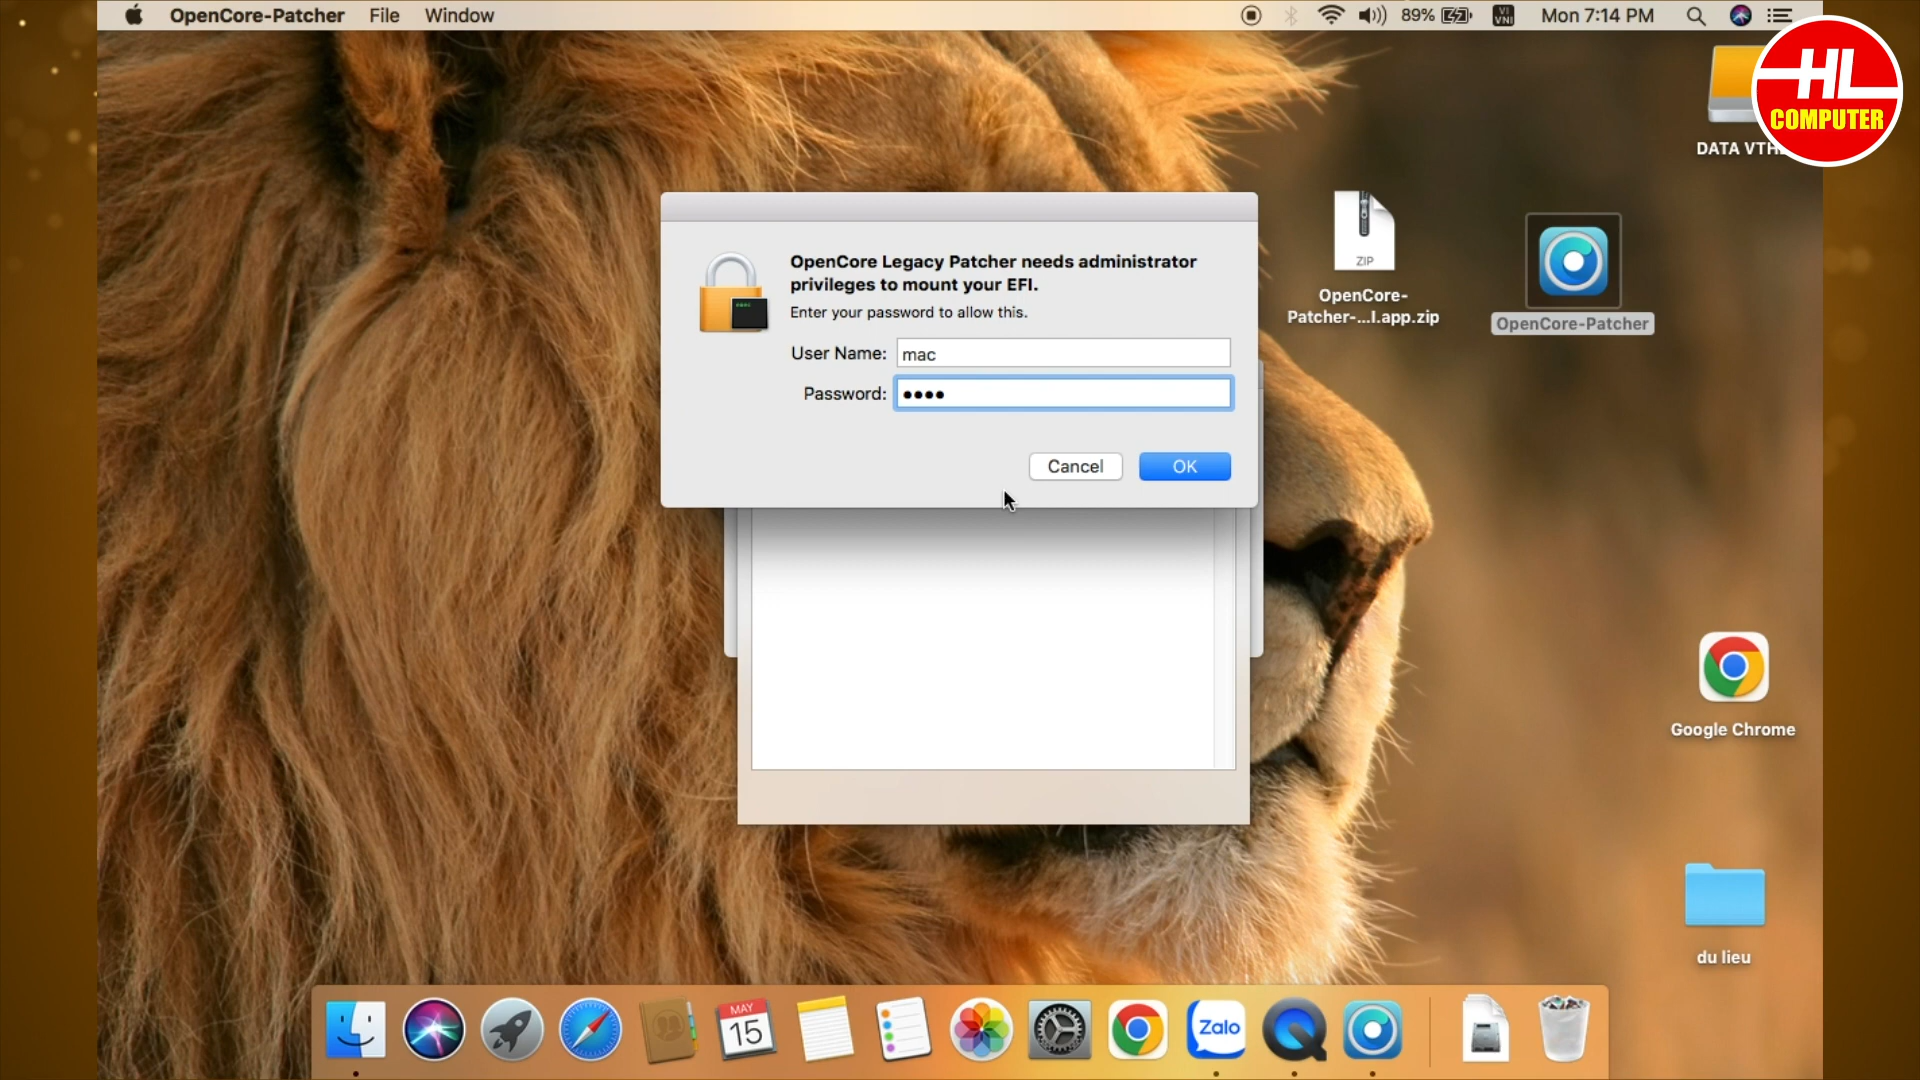 OpenCore-Patcher File Window
89% VI VNI Mon 7:14 PM
HL
COMPUTER
DATA
OpenCore Legacy Patcher needs administrator
privileges to mount your EFI.
Enter your password to allow this.
User Name: mac
Password: ••••
Cancel OK
ZIP
OpenCore-
Patcher-...I.app.zip
OpenCore-Patcher
Google Chrome
du lieu
MAY
15
Zalo